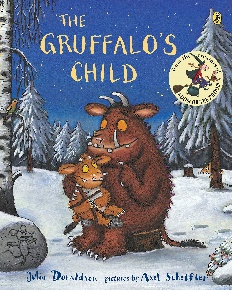 THE
GRUFFALO'S
CHILD
Julia Donaldson pictures by Axel Scheffler